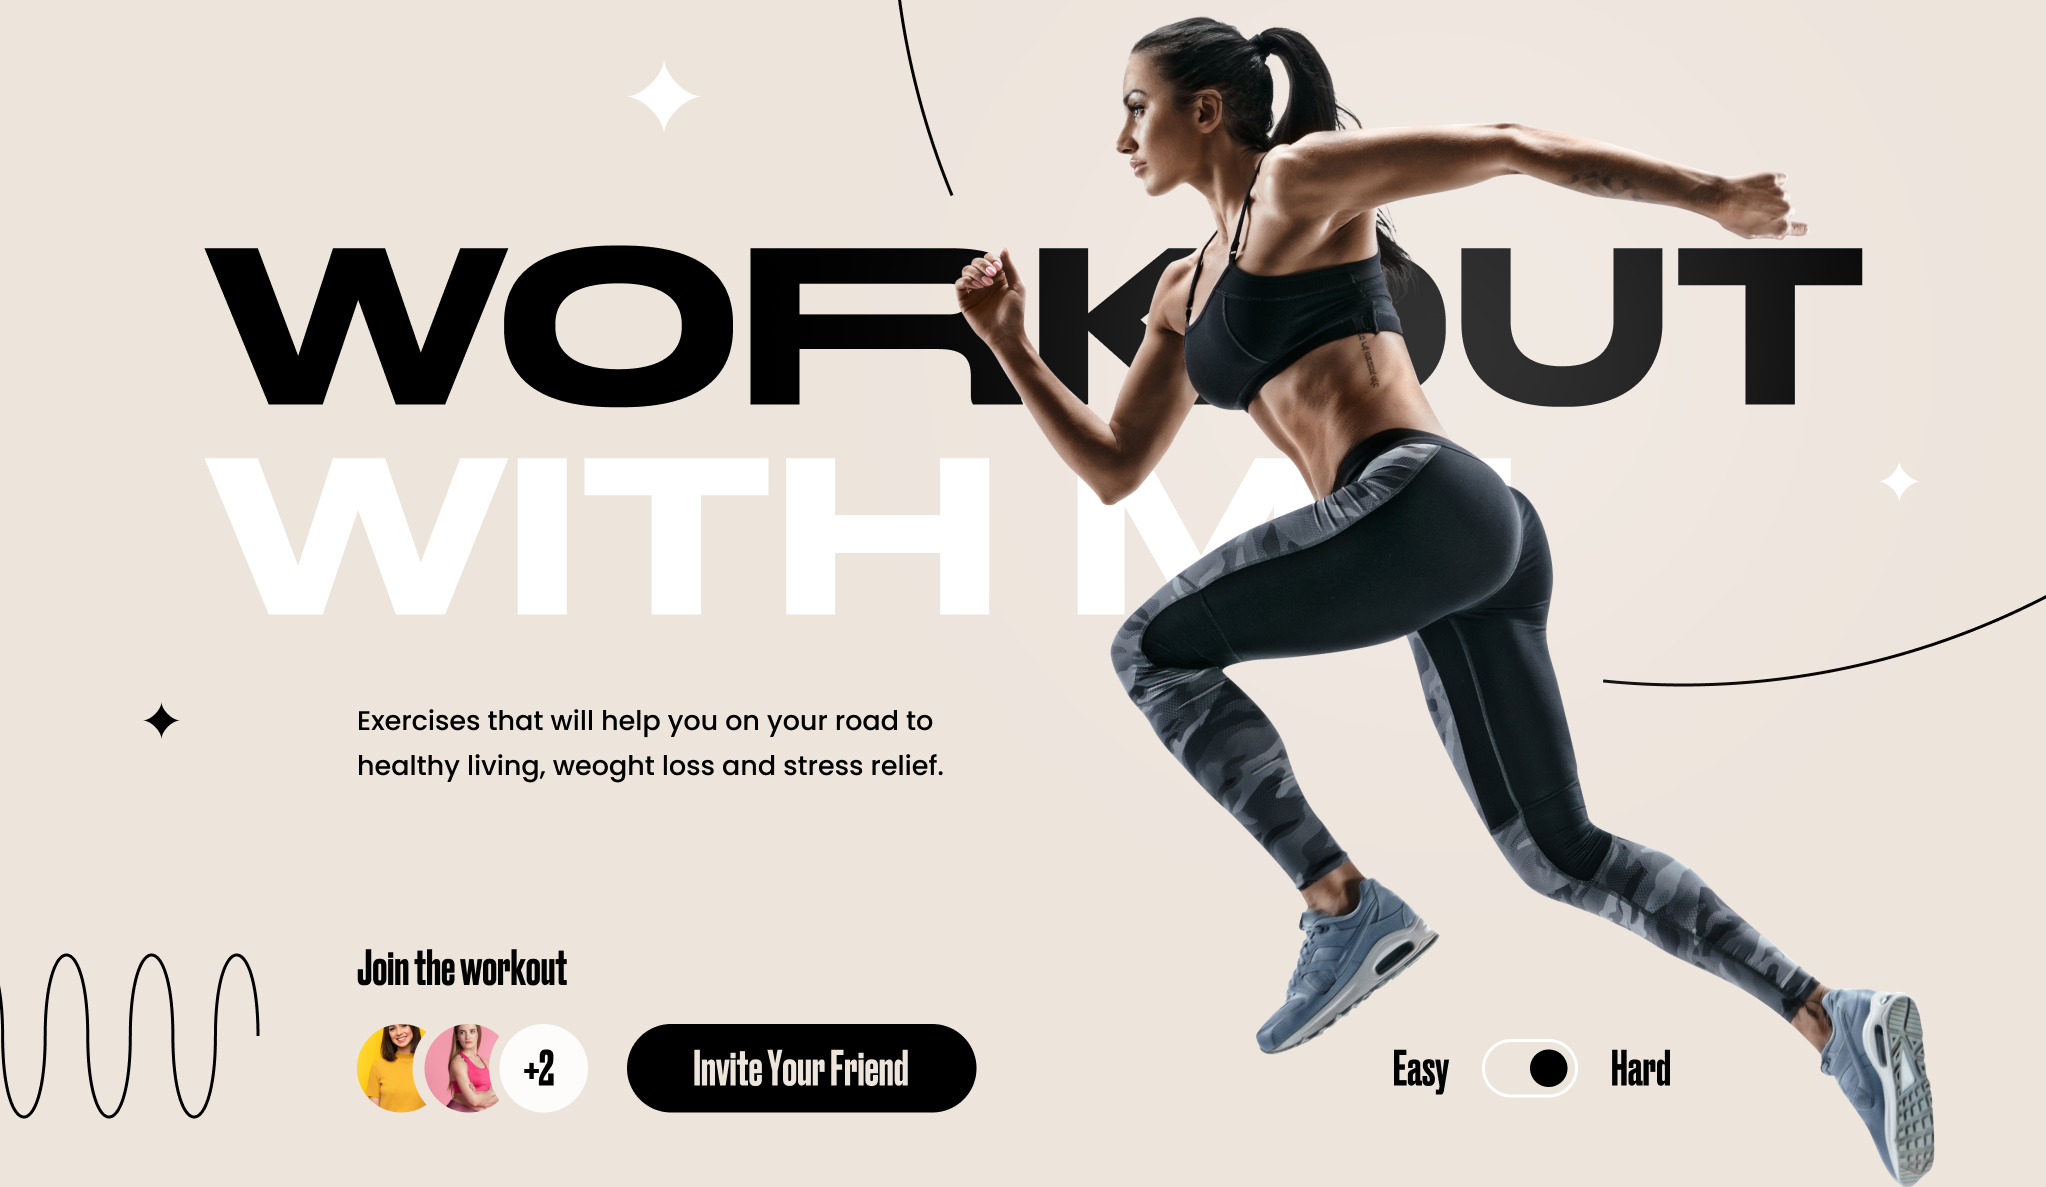 WORKOUT
WITH M
Exercises that will help you on your road to
healthy living, weoght loss and stress relief.
Join the workout
+2
Invite Your Friend
Easy
Hard